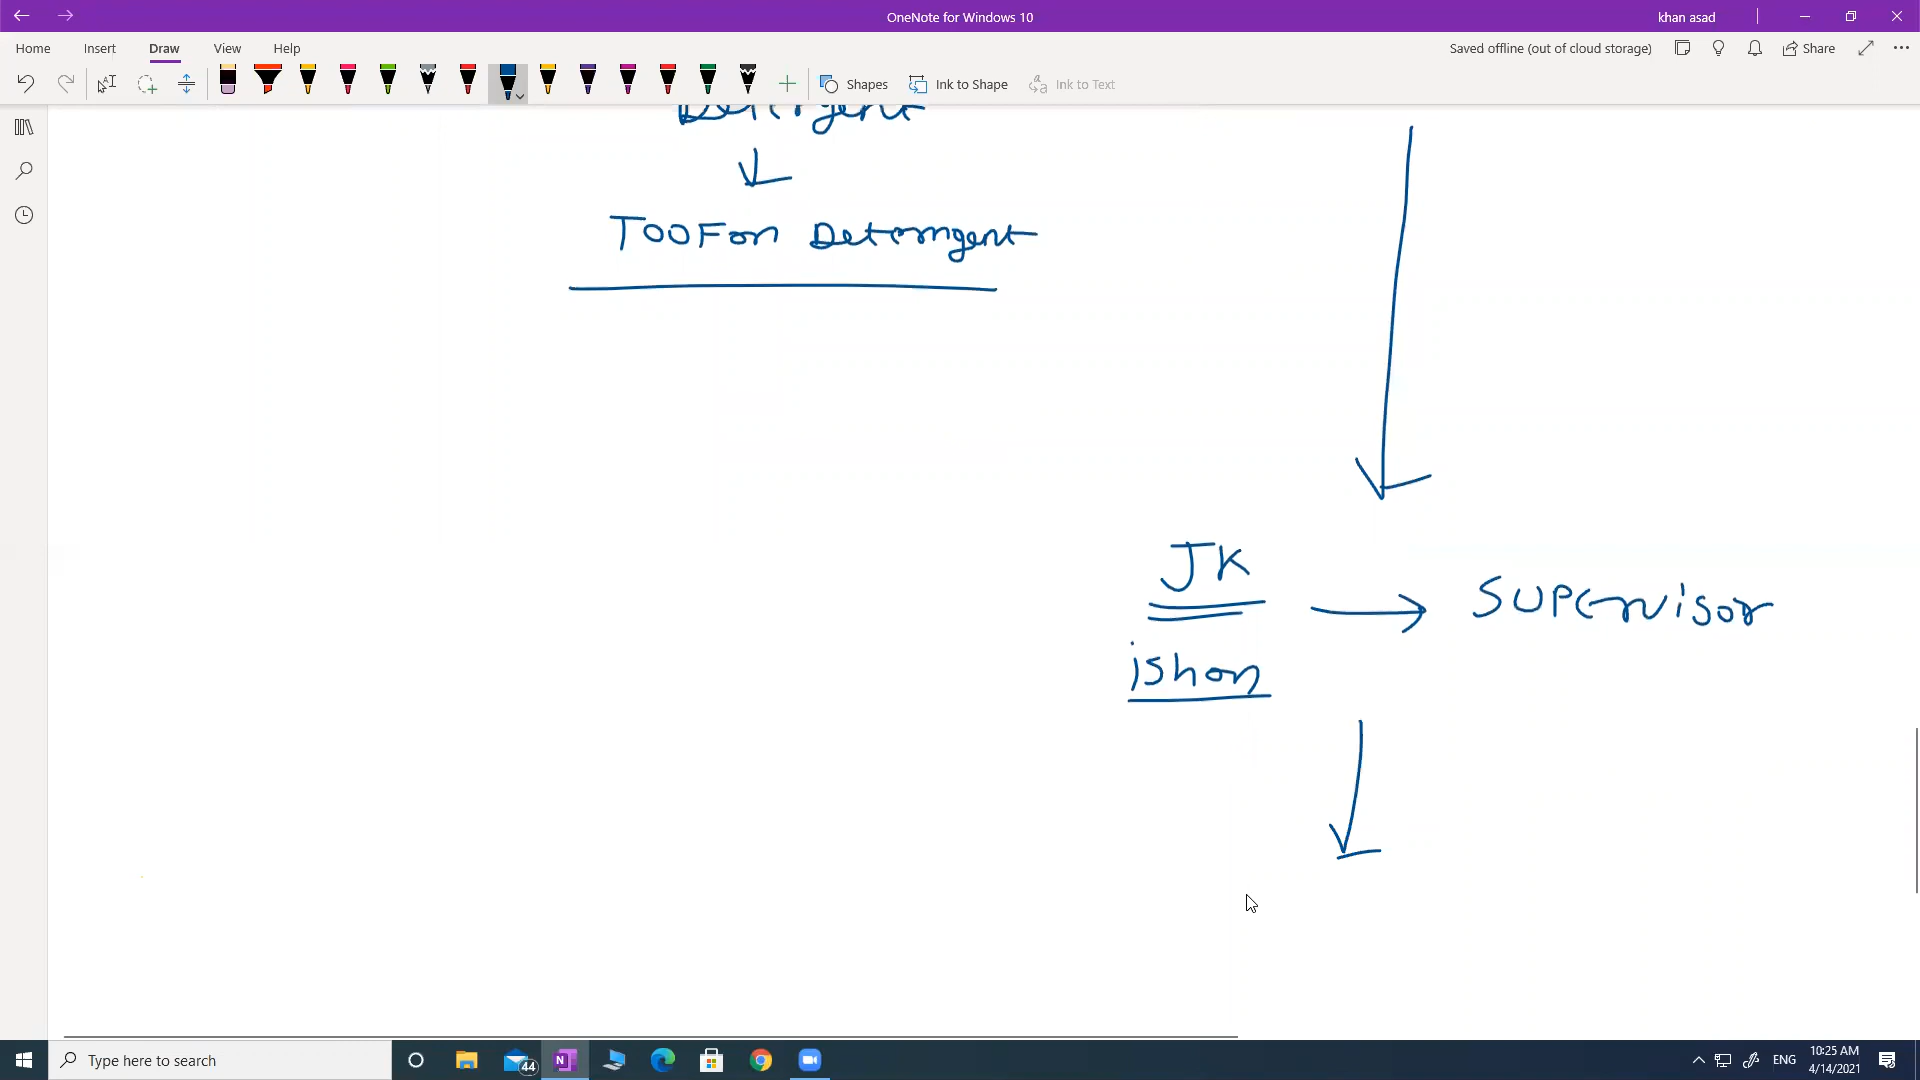 OneNote for Windows 10
khan asad
Home Insert Draw View Help
Saved offline (out of cloud storage)
Share
Shapes
Ink to Shape
Ink to Text
TOOFan Deterngent
JK
SUPervisor
ishan
Type here to search
44
N
ENG
10:25 AM
4/14/2021